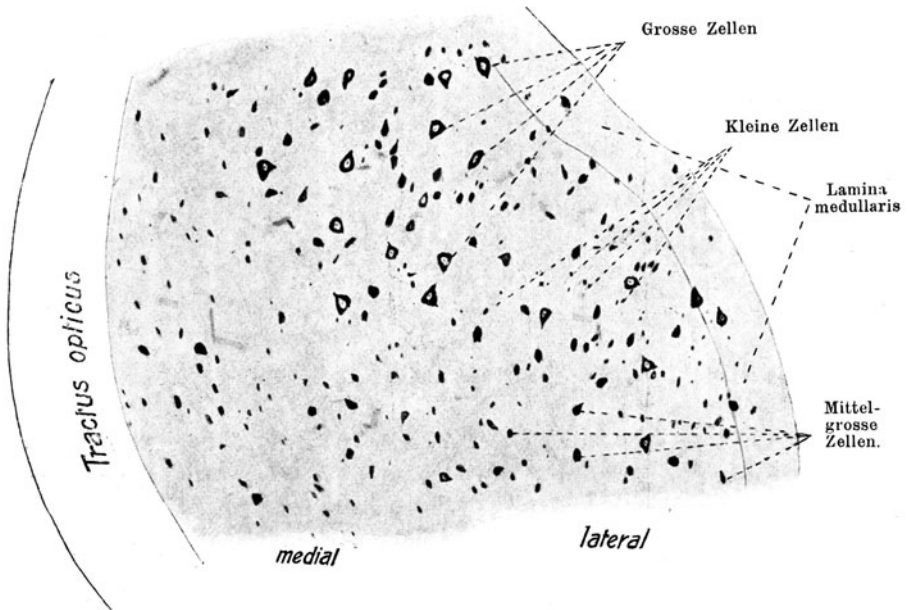 Grosse Zellen
Kleine Zellen
Lamina
medullaris
Tractus opticus
Mittel-
grosse
Zellen.
medial
lateral